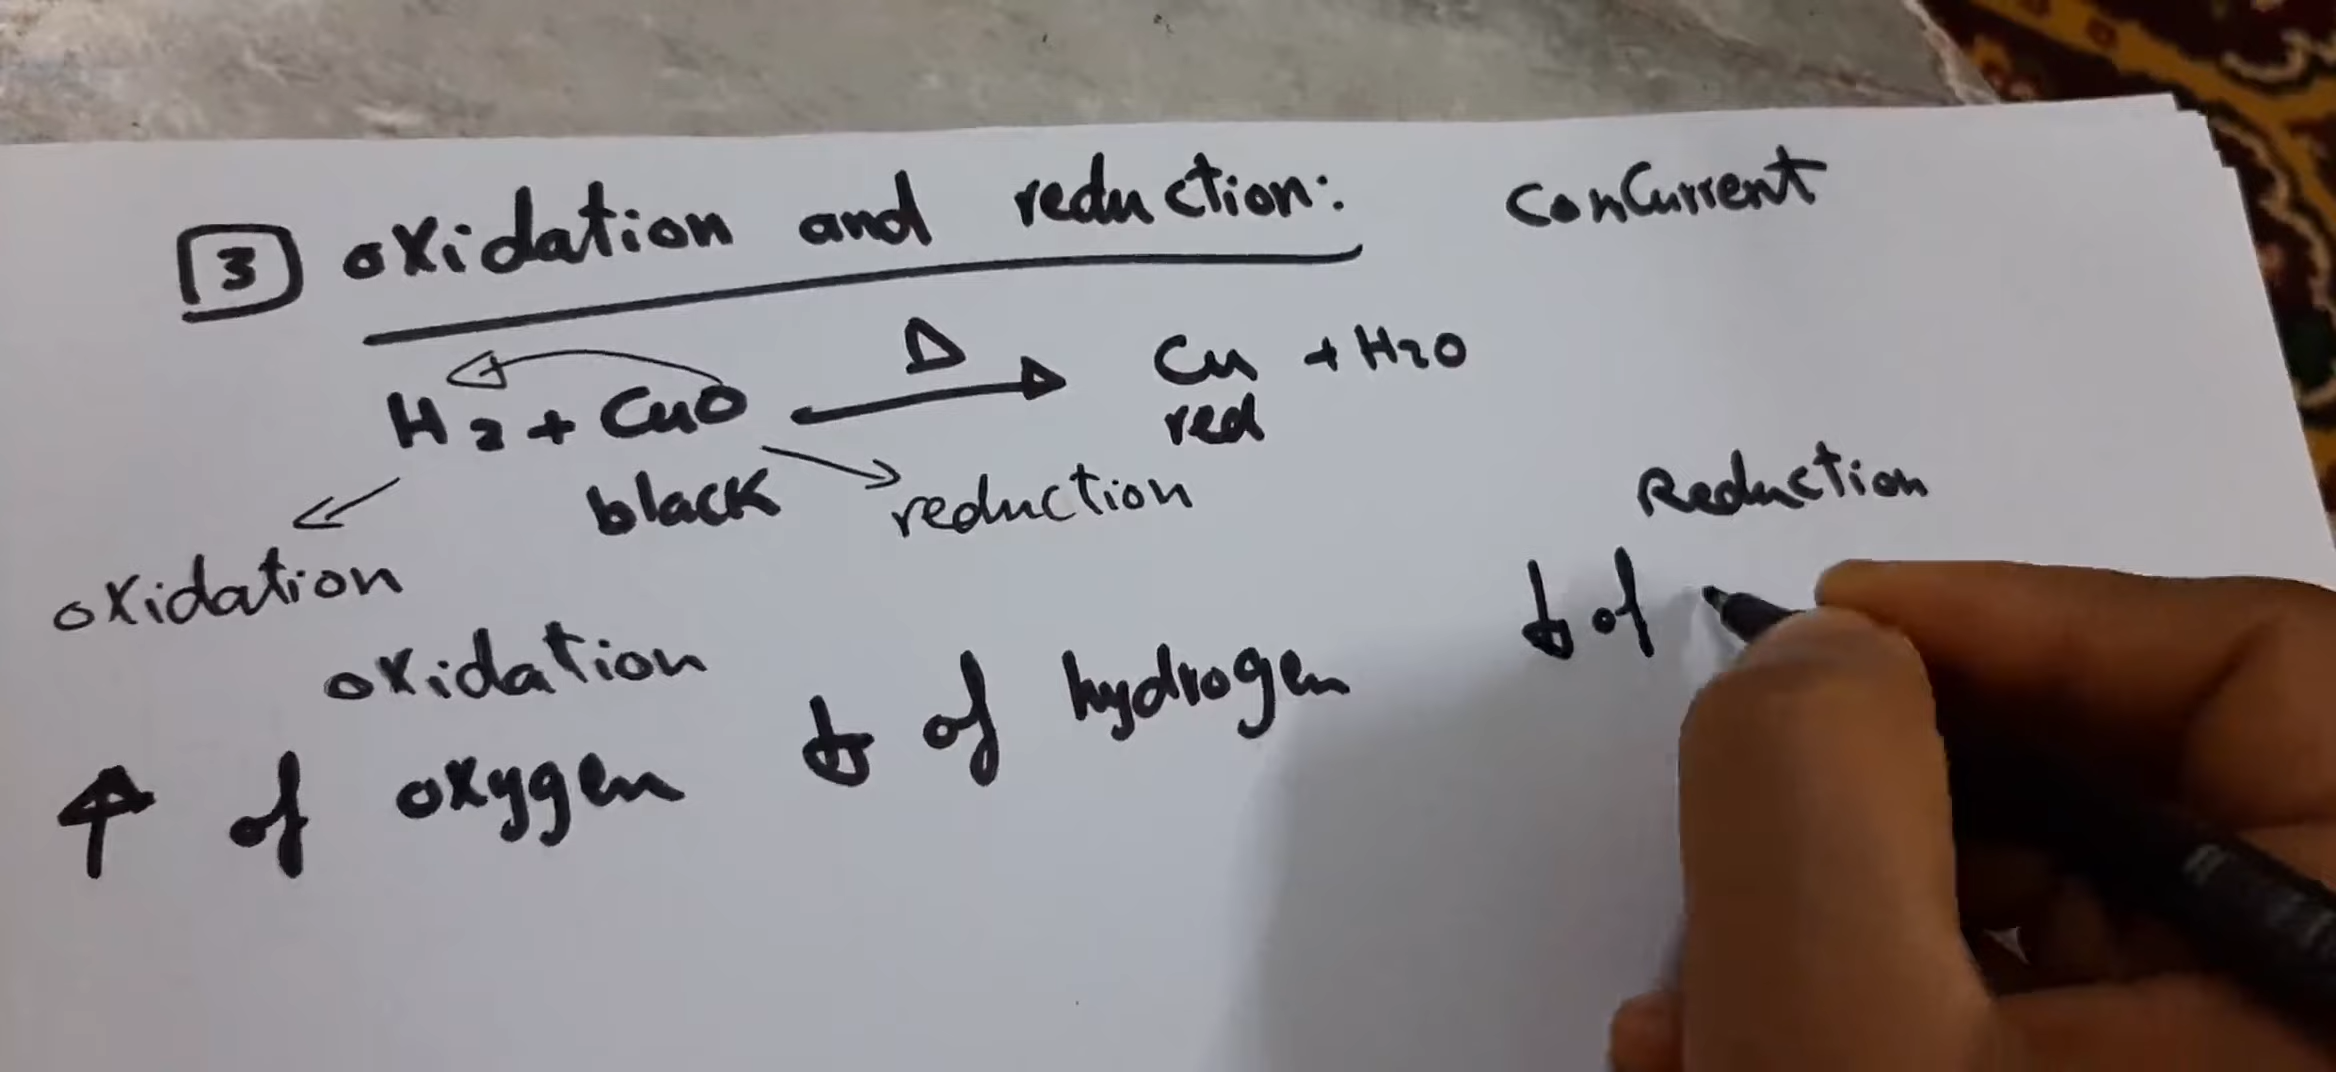 3 oxidation and reduction: Concurrent
H2 + CuO Δ Cu + H2O
black red
reduction
Reduction
oxidation
oxidation
↑ of oxygen ↓ of hydrogen
↓ of